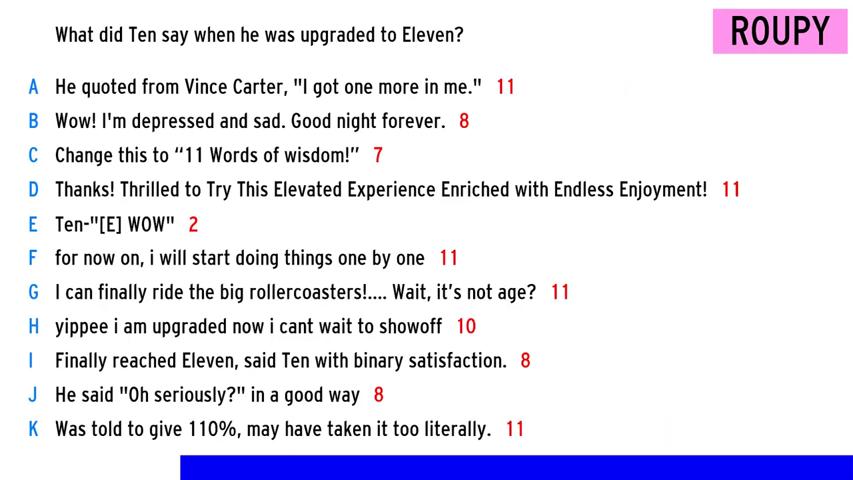 What did Ten say when he was upgraded to Eleven?
ROUPY
A He quoted from Vince Carter, "I got one more in me." 11
B Wow! I'm depressed and sad. Good night forever. 8
C Change this to “11 Words of wisdom!” 7
D Thanks! Thrilled to Try This Elevated Experience Enriched with Endless Enjoyment! 11
E Ten-"[E] WOW" 2
F for now on, i will start doing things one by one 11
G I can finally ride the big rollercoasters!.... Wait, it’s not age? 11
H yippee i am upgraded now i cant wait to showoff 10
I Finally reached Eleven, said Ten with binary satisfaction. 8
J He said "Oh seriously?" in a good way 8
K Was told to give 110%, may have taken it too literally. 11